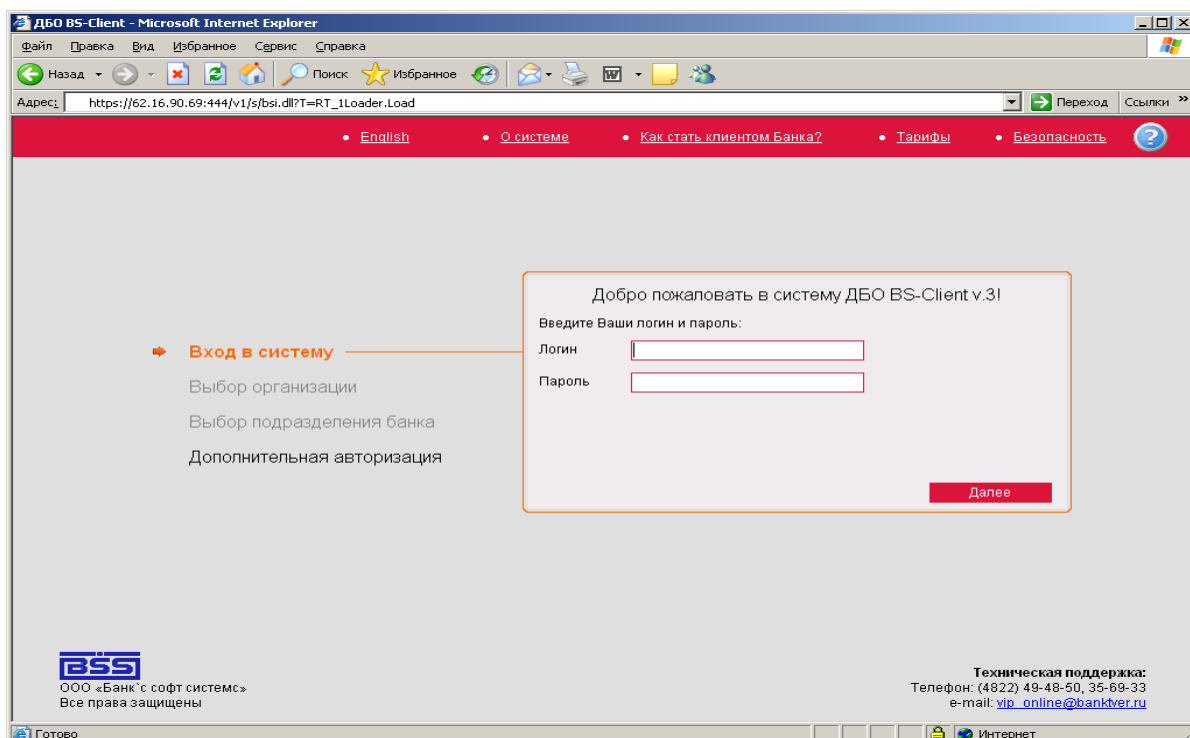 ДБО BS-Client - Microsoft Internet Explorer
Файл Правка Вид Избранное Сервис Справка
Назад Поиск Избранное
Адрес: https://62.16.90.69:444/v1/s/bsi.dll?T=RT_1Loader.Load Переход Ссылки »
• English • О системе • Как стать клиентом Банка? • Тарифы • Безопасность ?
Добро пожаловать в систему ДБО BS-Client v.3!
Введите Ваши логин и пароль:
Логин
Пароль
Далее
Вход в систему
Выбор организации
Выбор подразделения банка
Дополнительная авторизация
BSS
ООО «Банк`с софт системс»
Все права защищены
Техническая поддержка:
Телефон: (4822) 49-48-50, 35-69-33
e-mail: vip_online@banktver.ru
Готово Интернет